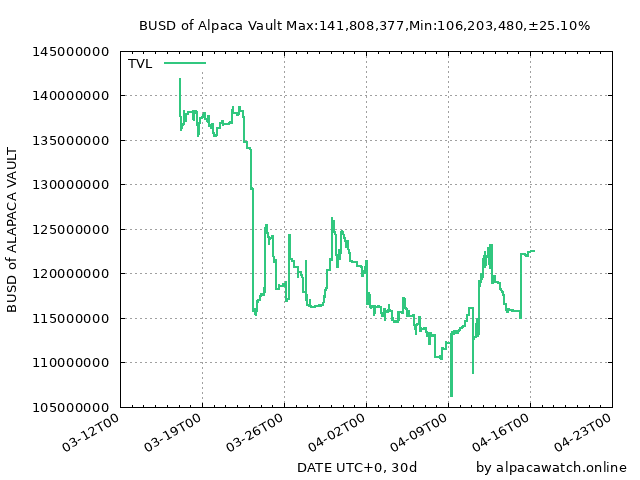 BUSD of Alpaca Vault Max:141,808,377,Min:106,203,480,±25.10%
TVL
145000000
140000000
135000000
130000000
125000000
120000000
115000000
110000000
105000000
BUSD of ALAPACA VAULT
03-12T00
03-19T00
03-26T00
04-02T00
04-09T00
04-16T00
04-23T00
DATE UTC+0, 30d
by alpacawatch.online